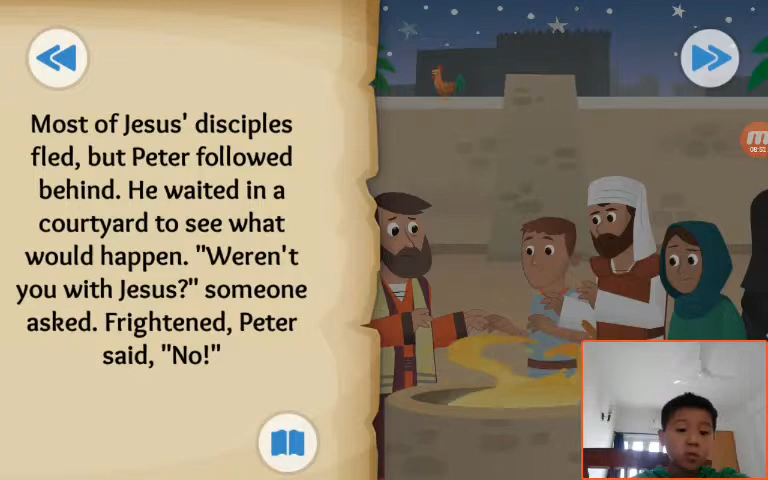 Most of Jesus' disciples
fled, but Peter followed
behind. He waited in a
courtyard to see what
would happen. "Weren't
you with Jesus?" someone
asked. Frightened, Peter
said, "No!"